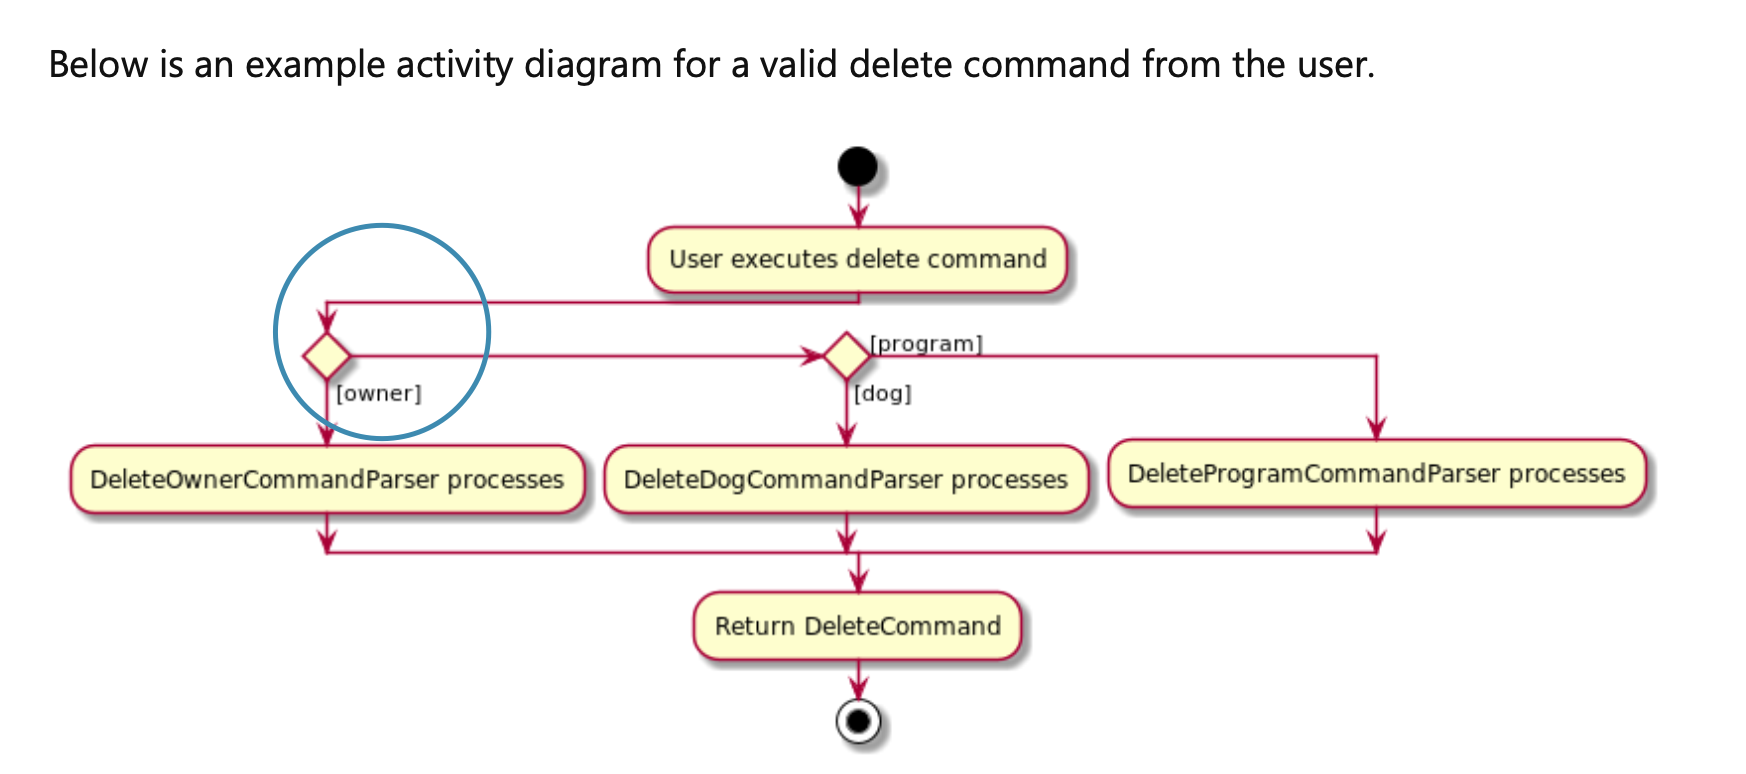 Below is an example activity diagram for a valid delete command from the user.
User executes delete command
[program]
[owner]
[dog]
DeleteOwnerCommandParser processes
DeleteDogCommandParser processes
DeleteProgramCommandParser processes
Return DeleteCommand